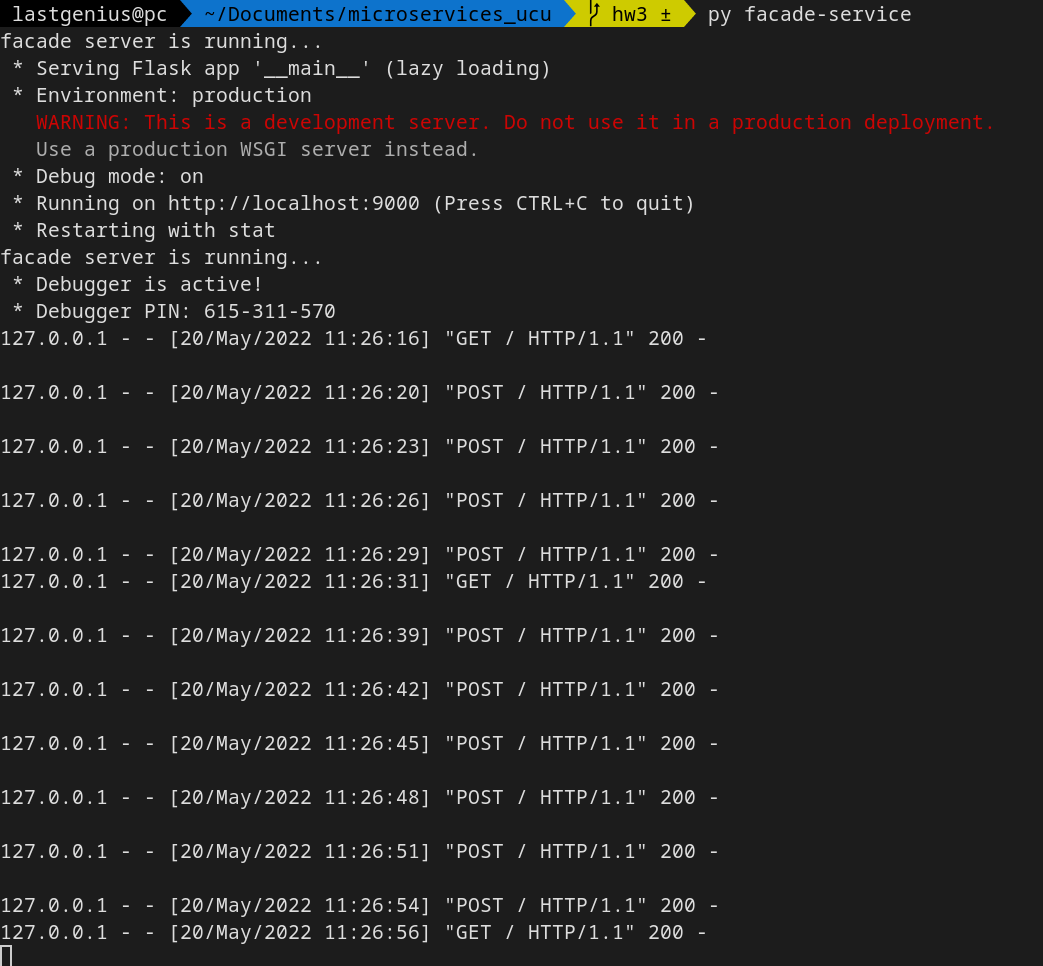 lastgenius@pc ~/Documents/microservices_ucu hw3 ± py facade-service
facade server is running...
 * Serving Flask app '__main__' (lazy loading)
 * Environment: production
   WARNING: This is a development server. Do not use it in a production deployment.
   Use a production WSGI server instead.
 * Debug mode: on
 * Running on http://localhost:9000 (Press CTRL+C to quit)
 * Restarting with stat
facade server is running...
 * Debugger is active!
 * Debugger PIN: 615-311-570
127.0.0.1 - - [20/May/2022 11:26:16] "GET / HTTP/1.1" 200 -
127.0.0.1 - - [20/May/2022 11:26:20] "POST / HTTP/1.1" 200 -
127.0.0.1 - - [20/May/2022 11:26:23] "POST / HTTP/1.1" 200 -
127.0.0.1 - - [20/May/2022 11:26:26] "POST / HTTP/1.1" 200 -
127.0.0.1 - - [20/May/2022 11:26:29] "POST / HTTP/1.1" 200 -
127.0.0.1 - - [20/May/2022 11:26:31] "GET / HTTP/1.1" 200 -
127.0.0.1 - - [20/May/2022 11:26:39] "POST / HTTP/1.1" 200 -
127.0.0.1 - - [20/May/2022 11:26:42] "POST / HTTP/1.1" 200 -
127.0.0.1 - - [20/May/2022 11:26:45] "POST / HTTP/1.1" 200 -
127.0.0.1 - - [20/May/2022 11:26:48] "POST / HTTP/1.1" 200 -
127.0.0.1 - - [20/May/2022 11:26:51] "POST / HTTP/1.1" 200 -
127.0.0.1 - - [20/May/2022 11:26:54] "POST / HTTP/1.1" 200 -
127.0.0.1 - - [20/May/2022 11:26:56] "GET / HTTP/1.1" 200 -